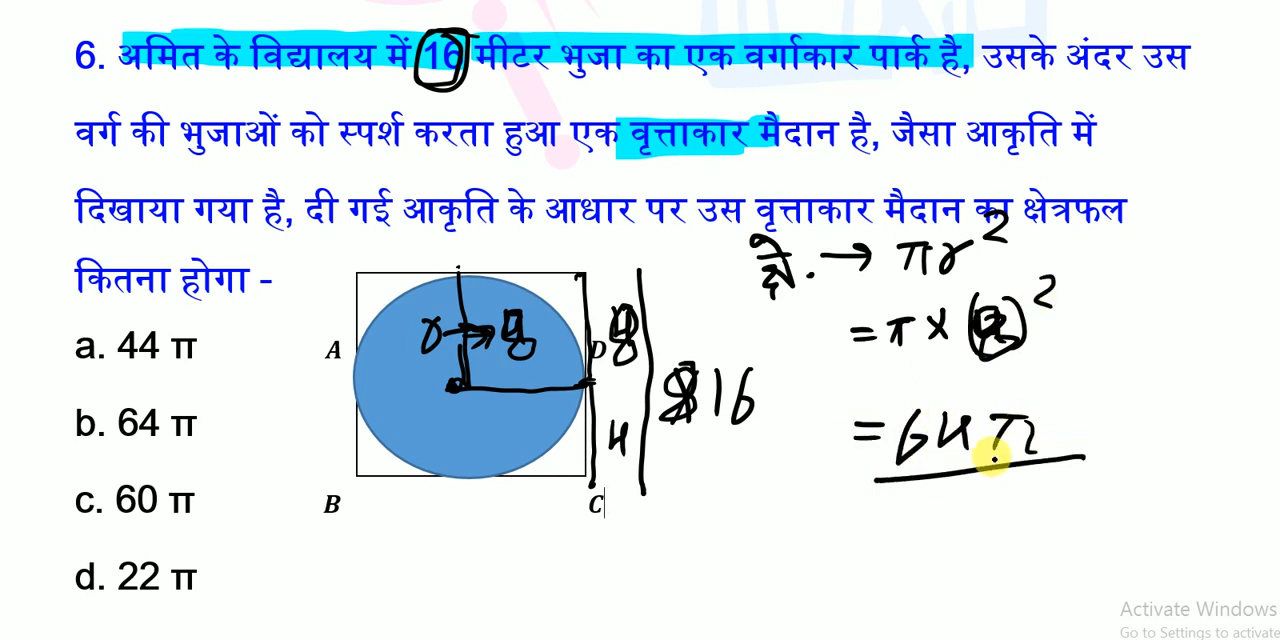 6. अमित के विद्यालय में 16 मीटर भुजा का एक वर्गाकार पार्क है, उसके अंदर उस
वर्ग की भुजाओं को स्पर्श करता हुआ एक वृत्ताकार मैदान है, जैसा आकृति में
दिखाया गया है, दी गई आकृति के आधार पर उस वृत्ताकार मैदान का क्षेत्रफल
कितना होगा -
क्षे. → πr²
= π × (8)²
= 64π
r → 8
8
4
16
a. 44 π
A
D
b. 64 π
c. 60 π
B
C
d. 22 π
Activate Windows
Go to Settings to activate